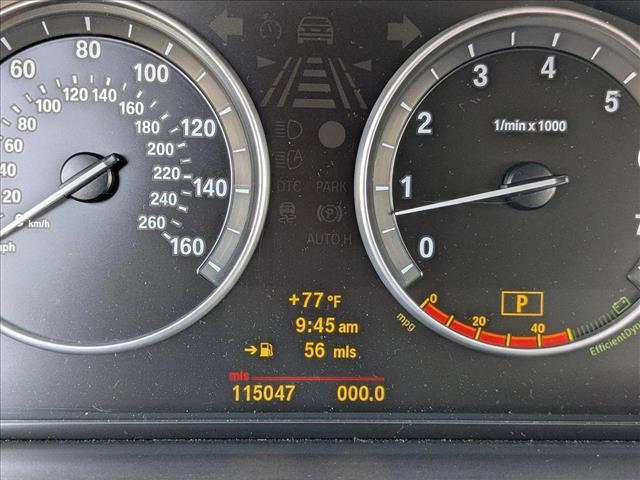 60 80 100 120 140 160
20 40 60 80 100 120 140 160 180 200 220 240 260
km/h
mph
DTC PARK
AUTO H
0 1 2 3 4 5 7
1/min x 1000
P
+77 °F
9:45 am
56 mls
mls
115047 000.0
mpg 0 20 40
EfficientDy